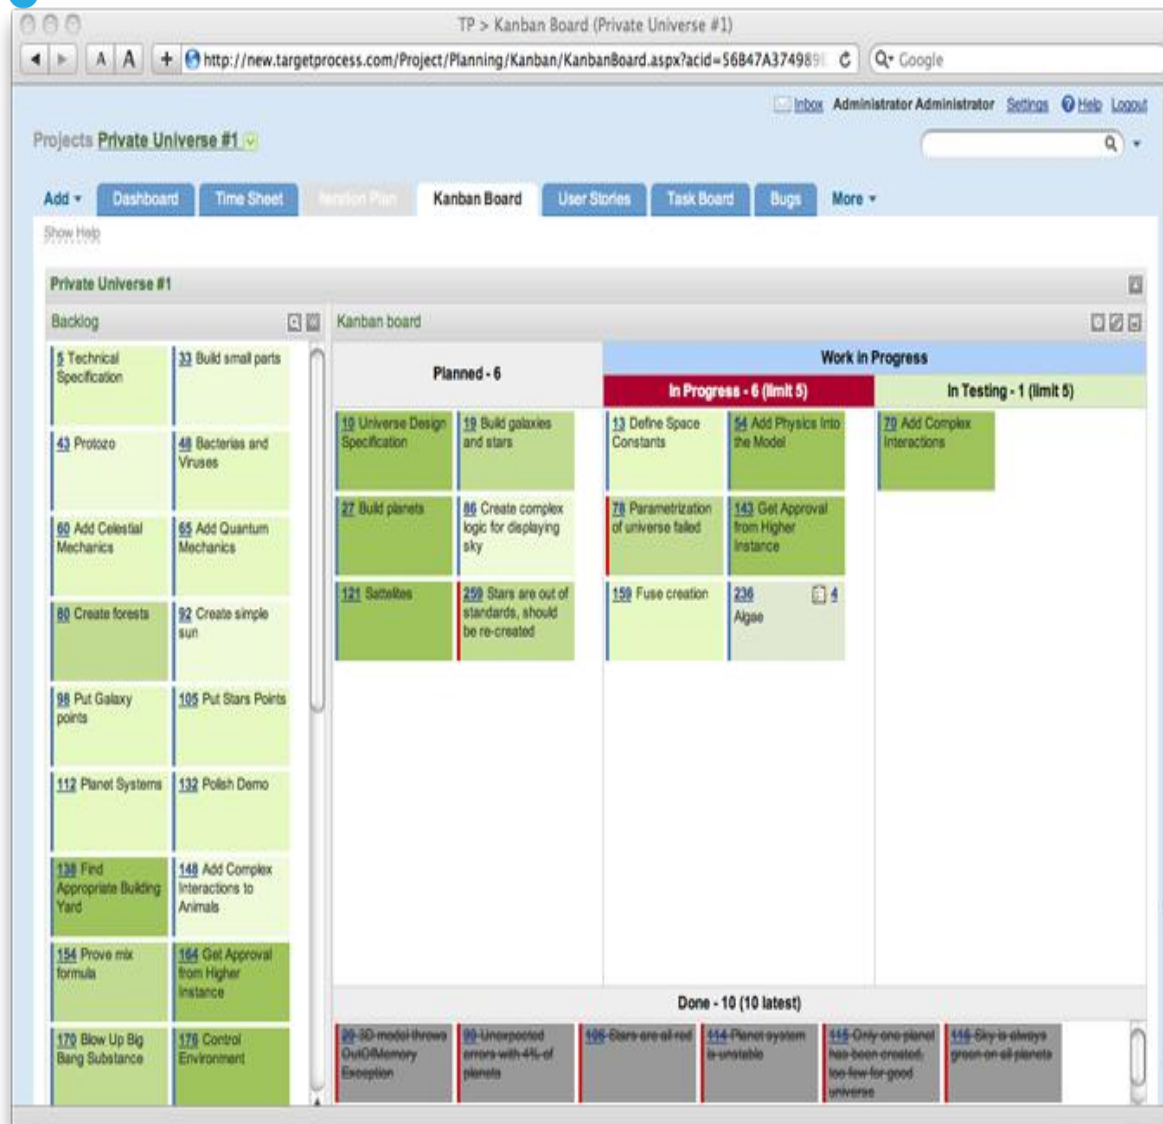 TP > Kanban Board (Private Universe #1)
A A + http://new.targetprocess.com/Project/Planning/Kanban/KanbanBoard.aspx?acid=56B47A374989 Google
Inbox Administrator Administrator Settings Help Logout
Projects Private Universe #1
Add Dashboard Time Sheet Iteration Plan Kanban Board User Stories Task Board Bugs More
Show Help
Private Universe #1
Backlog
5 Technical
Specification
33 Build small parts
43 Protozo
48 Bacterias and
Viruses
60 Add Celestial
Mechanics
65 Add Quantum
Mechanics
80 Create forests
92 Create simple
sun
98 Put Galaxy
points
105 Put Stars Points
112 Planet Systems
132 Polish Demo
138 Find
Appropriate Building
Yard
148 Add Complex
Interactions to
Animals
154 Prove mix
formula
164 Get Approval
from Higher
Instance
170 Blow Up Big
Bang Substance
176 Control
Environment
Kanban board
Planned - 6
Work in Progress
In Progress - 6 (limit 5)
In Testing - 1 (limit 5)
10 Universe Design
Specification
19 Build galaxies
and stars
27 Build planets
86 Create complex
logic for displaying
sky
121 Sattelites
259 Stars are out of
standards, should
be re-created
13 Define Space
Constants
54 Add Physics Into
the Model
78 Parametrization
of universe failed
143 Get Approval
from Higher
Instance
159 Fuse creation
236 4
Algae
70 Add Complex
Interactions
Done - 10 (10 latest)
3D model throws
OutOfMemory
Exception
Unexpected
errors with 4% of
planets
106 Stars are all red
114 Planet system
is unstable
115 Only one planet
has been created,
too few for good
universe
116 Sky is always
green on all planets